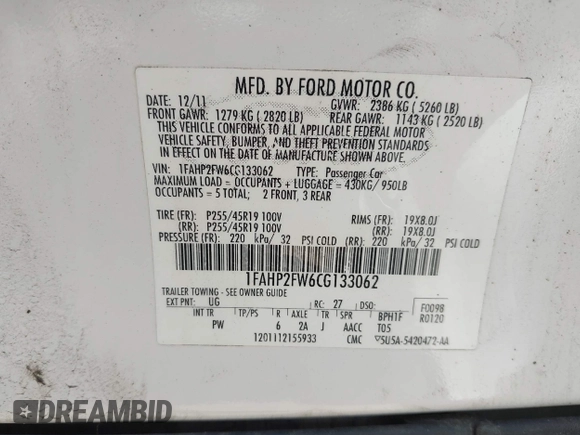 MFD. BY FORD MOTOR CO.
DATE: 12/11 GVWR: 2386 KG ( 5260 LB)
FRONT GAWR: 1279 KG ( 2820 LB) REAR GAWR: 1143 KG ( 2520 LB)
THIS VEHICLE CONFORMS TO ALL APPLICABLE FEDERAL MOTOR
VEHICLE SAFETY, BUMPER, AND THEFT PREVENTION STANDARDS
IN EFFECT ON THE DATE OF MANUFACTURE SHOWN ABOVE.
VIN: 1FAHP2FW6CG133062 TYPE: Passenger Car
MAXIMUM LOAD = OCCUPANTS + LUGGAGE = 430KG/ 950LB
OCCUPANTS = 5 TOTAL; 2 FRONT, 3 REAR
TIRE (FR): P255/45R19 100V RIMS (FR): 19X8.0J
(RR): P255/45R19 100V (RR): 19X8.0J
PRESSURE (FR): 220 kPa/ 32 PSI COLD (RR): 220 kPa/ 32 PSI COLD
1FAHP2FW6CG133062
TRAILER TOWING - SEE OWNER GUIDE
EXT PNT: UG RC: 27 DSO: F0098
R0120
INT TR TP/PS R AXLE TR SPR BPH1F
PW 6 2A J AACC T05
1201112155933 CMC ▽5U5A-5420472-AA
DREAMBID